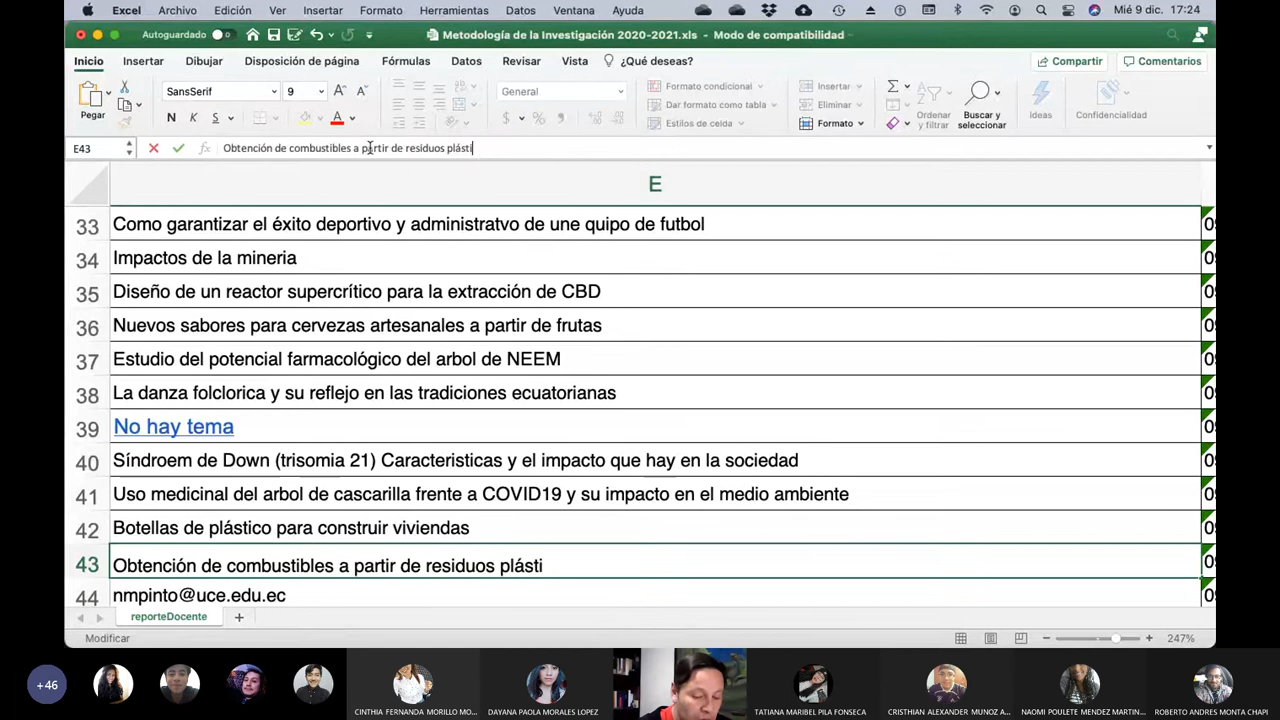 Excel Archivo Edición Ver Insertar Formato Herramientas Datos Ventana Ayuda Mié 9 dic. 17:24
Autoguardado Metodología de la Investigación 2020-2021.xls - Modo de compatibilidad
Inicio Insertar Dibujar Disposición de página Fórmulas Datos Revisar Vista ¿Qué deseas? Compartir Comentarios
SansSerif 9 General Formato condicional Insertar
Dar formato como tabla Eliminar
Pegar N K S A Estilos de celda Formato Ordenar y filtrar Buscar y seleccionar Ideas Confidencialidad
E43 fx Obtención de combustibles a partir de residuos plásti
E
33 Como garantizar el éxito deportivo y administratvo de une quipo de futbol
34 Impactos de la mineria
35 Diseño de un reactor supercrítico para la extracción de CBD
36 Nuevos sabores para cervezas artesanales a partir de frutas
37 Estudio del potencial farmacológico del arbol de NEEM
38 La danza folclorica y su reflejo en las tradiciones ecuatorianas
39 No hay tema
40 Síndroem de Down (trisomia 21) Caracteristicas y el impacto que hay en la sociedad
41 Uso medicinal del arbol de cascarilla frente a COVID19 y su impacto en el medio ambiente
42 Botellas de plástico para construir viviendas
43 Obtención de combustibles a partir de residuos plásti
44 nmpinto@uce.edu.ec
reporteDocente +
Modificar 247%
+46
CINTHIA FERNANDA MORILLO MO... DAYANA PAOLA MORALES LOPEZ TATIANA MARIBEL PILA FONSECA CRISTHIAN ALEXANDER MUNOZ A... NAOMI POULETE MENDEZ MARTIN... ROBERTO ANDRES MONTA CHAPI